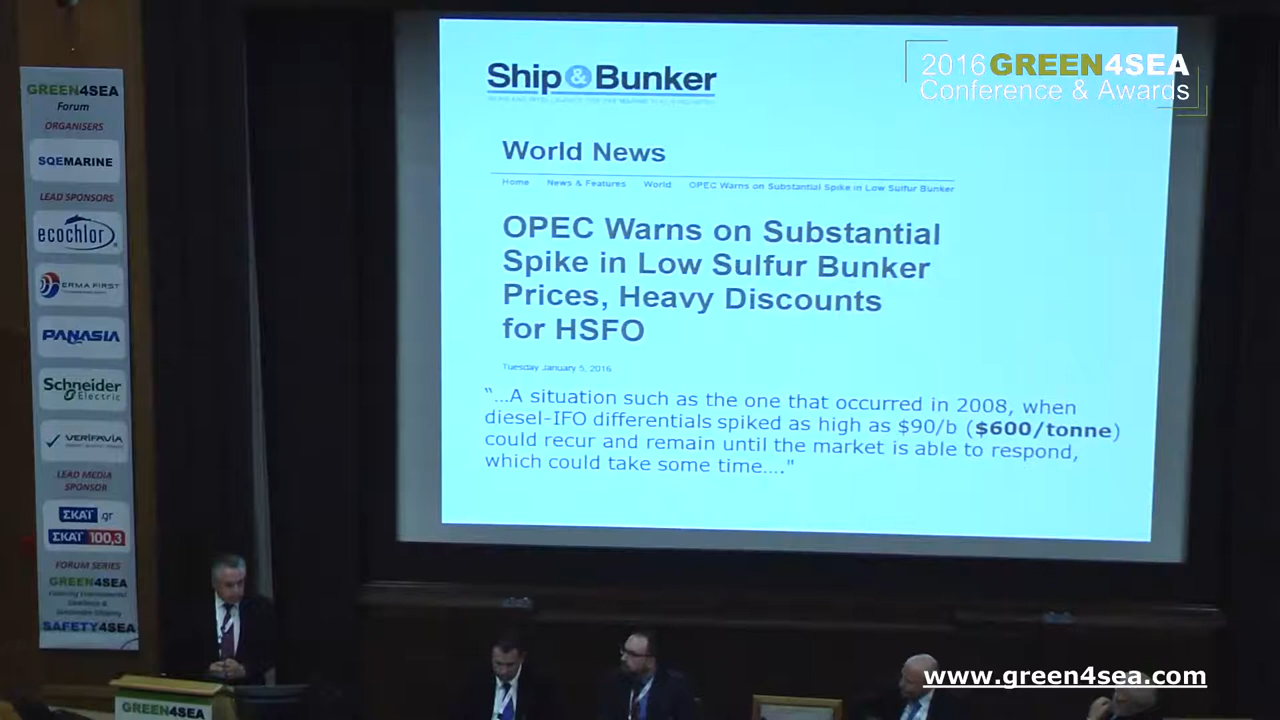 GREEN4SEA
Forum
ORGANISERS
SQEMARINE
LEAD SPONSORS
ecochlor
ERMA FIRST
PANASIA
Schneider
Electric
VERIFAVIA
LEAD MEDIA
SPONSOR
ΣΚΑΪ.gr
ΣΚΑΪ 100,3
FORUM SERIES
GREEN4SEA
SAFETY4SEA
Ship & Bunker
World News
Home News & Features World OPEC Warns on Substantial Spike in Low Sulfur Bunker
OPEC Warns on Substantial
Spike in Low Sulfur Bunker
Prices, Heavy Discounts
for HSFO
Tuesday January 5, 2016
"...A situation such as the one that occurred in 2008, when
diesel-IFO differentials spiked as high as $90/b ($600/tonne)
could recur and remain until the market is able to respond,
which could take some time...."
2016 GREEN4SEA
Conference & Awards
GREEN4SEA
www.green4sea.com